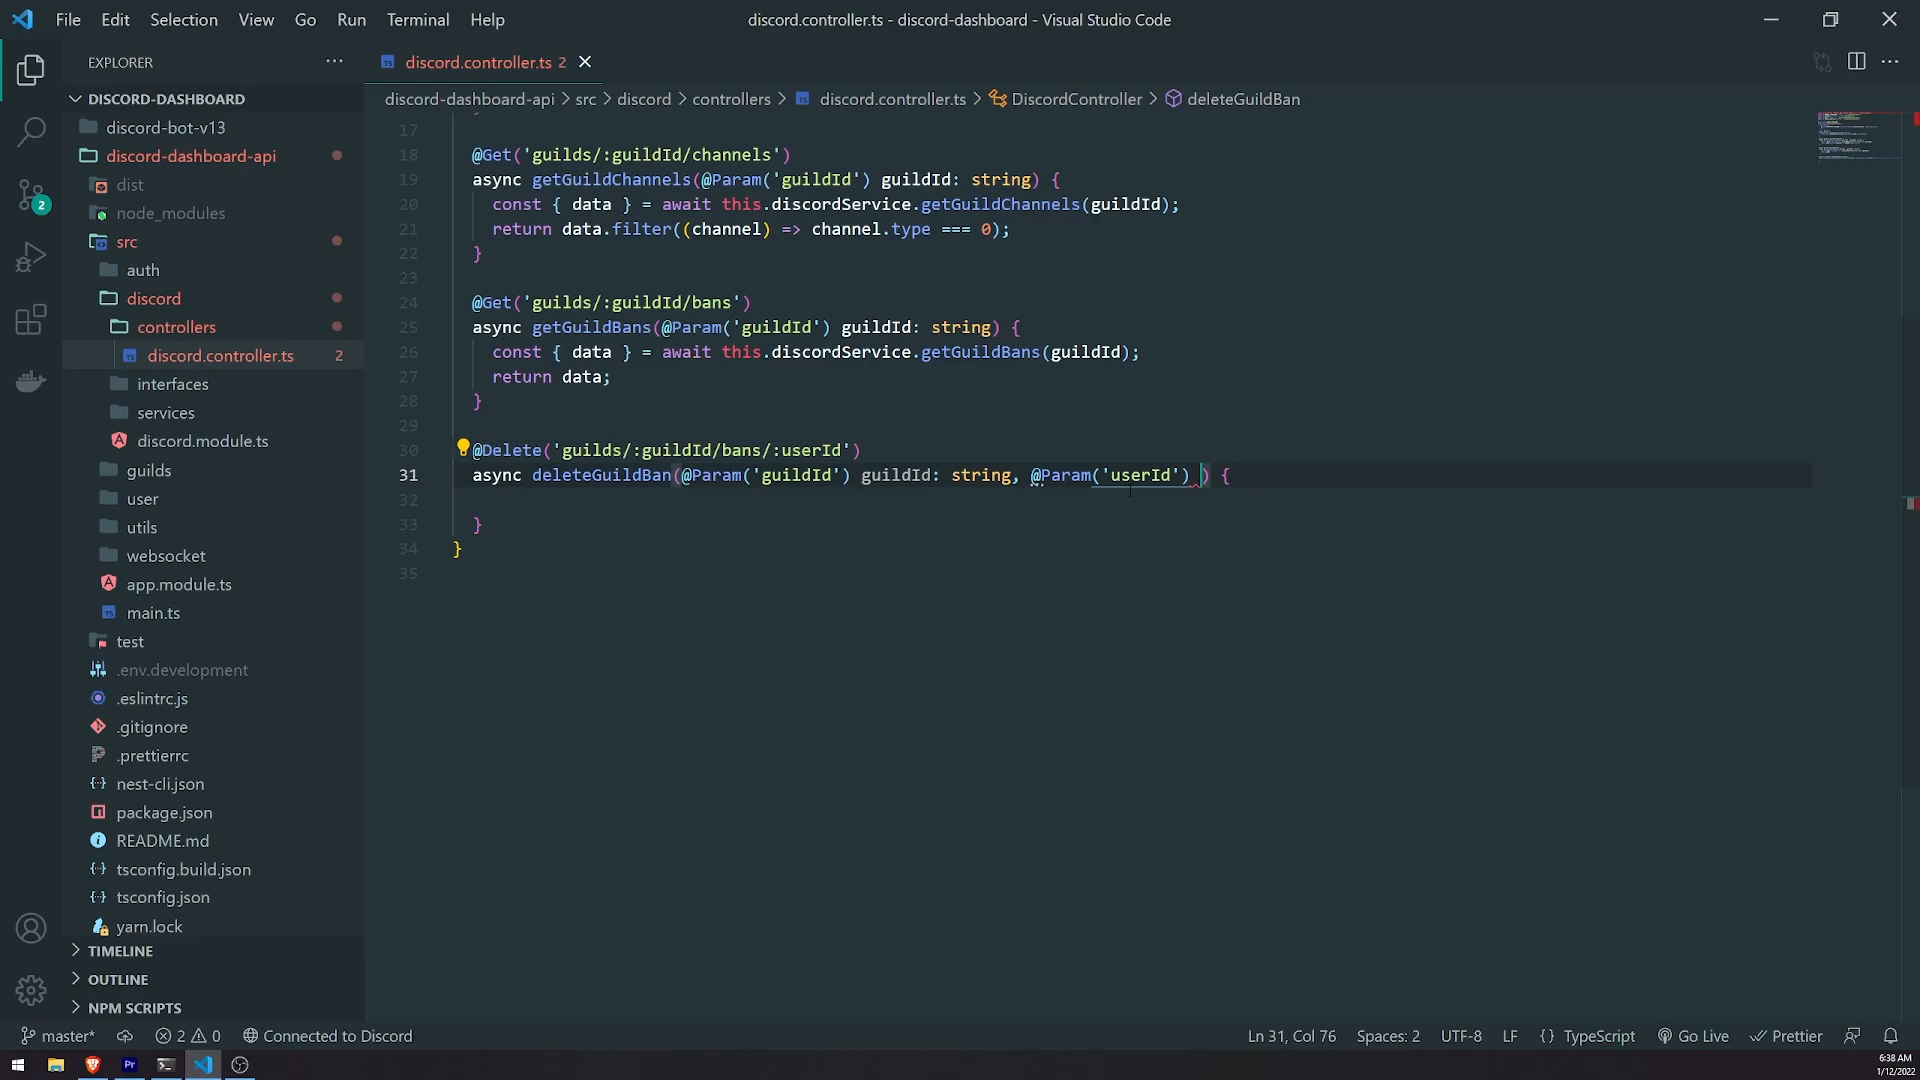 File Edit Selection View Go Run Terminal Help
discord.controller.ts - discord-dashboard - Visual Studio Code
EXPLORER
discord.controller.ts 2
DISCORD-DASHBOARD
discord-bot-v13
discord-dashboard-api
dist
node_modules
src
auth
discord
controllers
discord.controller.ts 2
interfaces
services
discord.module.ts
guilds
user
utils
websocket
app.module.ts
main.ts
test
.env.development
.eslintrc.js
.gitignore
.prettierrc
nest-cli.json
package.json
README.md
tsconfig.build.json
tsconfig.json
yarn.lock
TIMELINE
OUTLINE
NPM SCRIPTS
2
discord-dashboard-api > src > discord > controllers > discord.controller.ts > DiscordController > deleteGuildBan
17
18 @Get('guilds/:guildId/channels')
19 async getGuildChannels(@Param('guildId') guildId: string) {
20 const { data } = await this.discordService.getGuildChannels(guildId);
21 return data.filter((channel) => channel.type === 0);
22 }
23
24 @Get('guilds/:guildId/bans')
25 async getGuildBans(@Param('guildId') guildId: string) {
26 const { data } = await this.discordService.getGuildBans(guildId);
27 return data;
28 }
29
30 @Delete('guilds/:guildId/bans/:userId')
31 async deleteGuildBan(@Param('guildId') guildId: string, @Param('userId') ) {
32
33 }
34 }
35
master* 2 0 Connected to Discord
Ln 31, Col 76 Spaces: 2 UTF-8 LF {} TypeScript Go Live Prettier
Pr
6:38 AM
1/12/2022